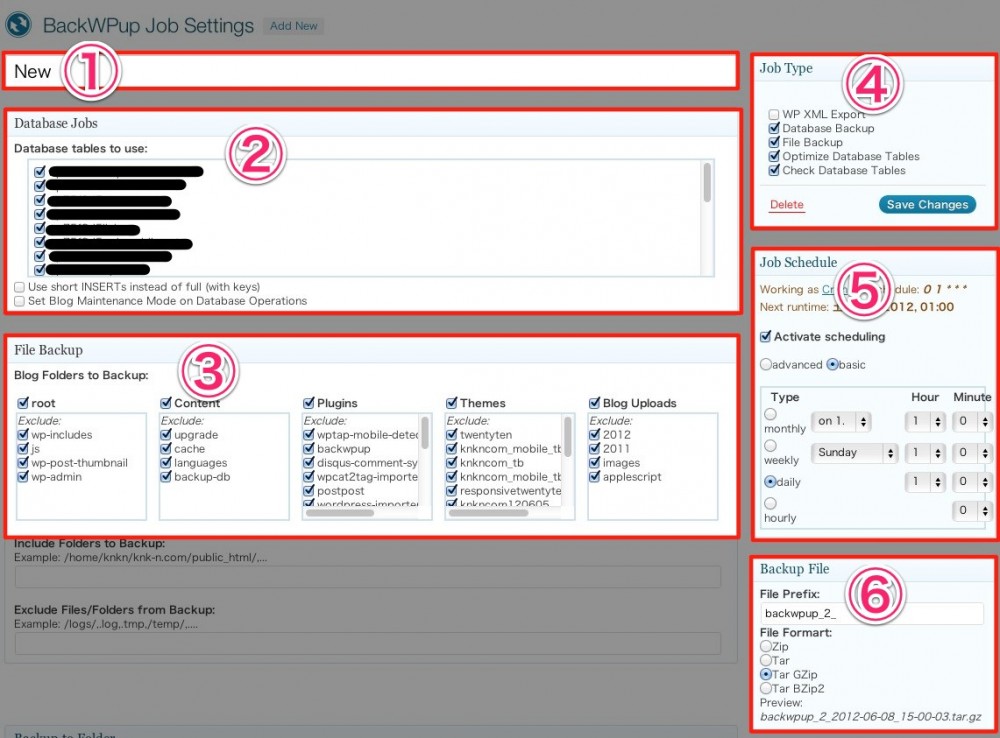 BackWPup Job Settings Add New
New
①
Database Jobs
②
Database tables to use:
Use short INSERTs instead of full (with keys)
Set Blog Maintenance Mode on Database Operations
File Backup
③
Blog Folders to Backup:
root
Exclude:
wp-includes
js
wp-post-thumbnail
wp-admin
Content
Exclude:
upgrade
cache
languages
backup-db
Plugins
Exclude:
wptap-mobile-detec
backwpup
disqus-comment-sy
wpcat2tag-importe
postpost
wordpress-importe
Themes
Exclude:
twentyten
knkncom_mobile_tb
knkncom_tb
knkncom_mobile_tb
responsivetwentyte
knkncom120605
Blog Uploads
Exclude:
2012
2011
images
applescript
Include Folders to Backup:
Example: /home/knkn/knk-n.com/public_html/,...
Exclude Files/Folders from Backup:
Example: /logs/,.log,.tmp,/temp/,....
Backup to Folder
Job Type
④
WP XML Export
Database Backup
File Backup
Optimize Database Tables
Check Database Tables
Delete Save Changes
Job Schedule
⑤
Working as dule: 0 1 * * *
Next runtime: 2012, 01:00
Activate scheduling
advanced basic
Type Hour Minute
monthly on 1. 1 0
weekly Sunday 1 0
daily 1 0
hourly 0
Backup File
⑥
File Prefix:
backwpup_2_
File Formart:
Zip
Tar
Tar GZip
Tar BZip2
Preview:
backwpup_2_2012-06-08_15-00-03.tar.gz